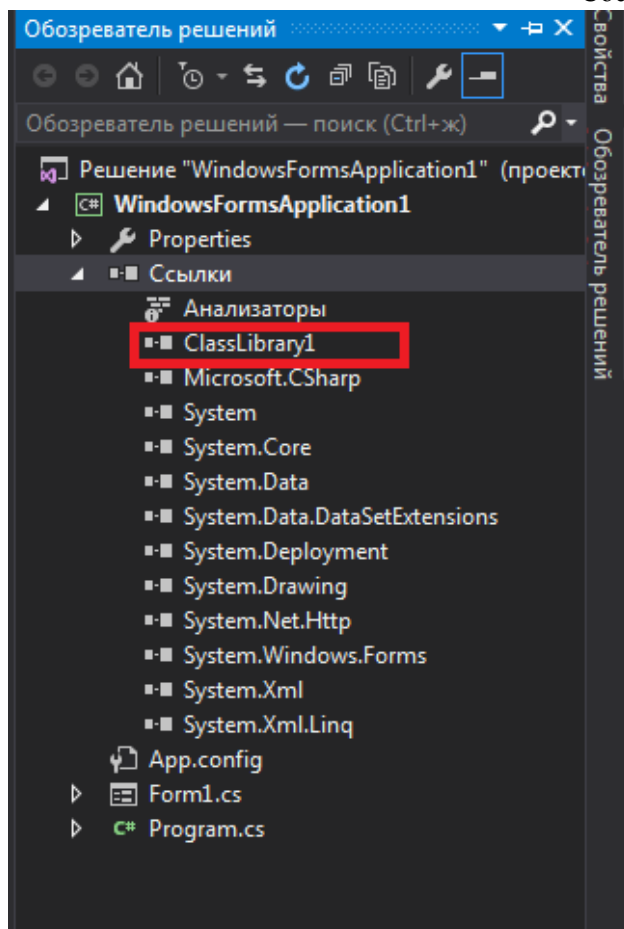 Обозреватель решений
Обозреватель решений — поиск (Ctrl+ж)
Решение "WindowsFormsApplication1" (проекто
C# WindowsFormsApplication1
Properties
Ссылки
Анализаторы
ClassLibrary1
Microsoft.CSharp
System
System.Core
System.Data
System.Data.DataSetExtensions
System.Deployment
System.Drawing
System.Net.Http
System.Windows.Forms
System.Xml
System.Xml.Linq
App.config
Form1.cs
C# Program.cs
Свойства
Обозреватель решений